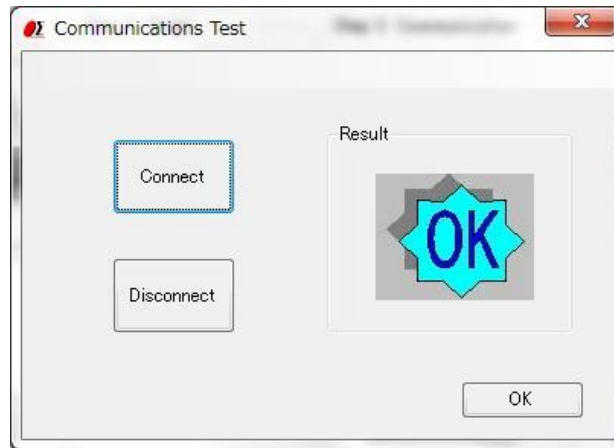 Communications Test
Result
Connect
OK
Disconnect
OK